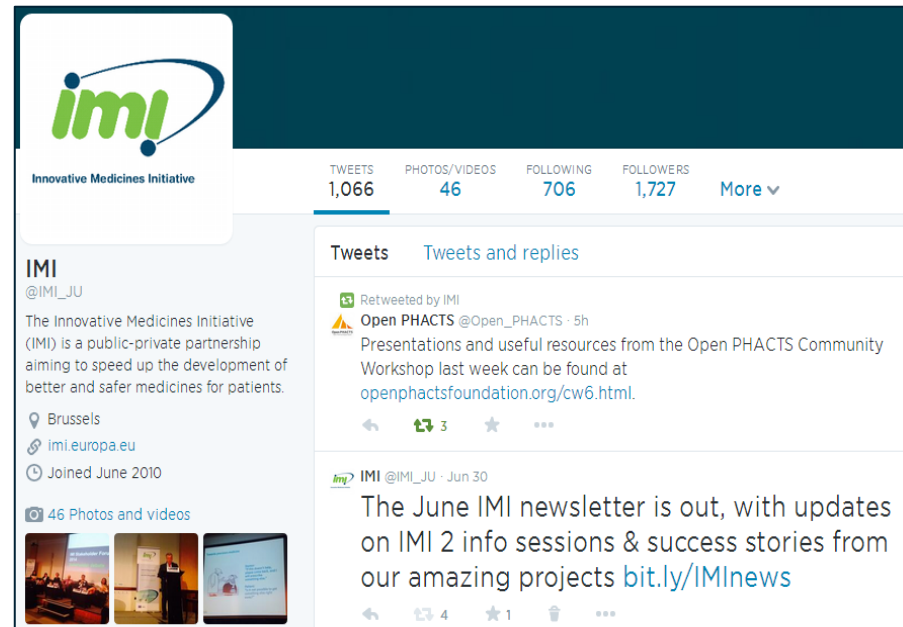 imi
Innovative Medicines Initiative
TWEETS
1,066
PHOTOS/VIDEOS
46
FOLLOWING
706
FOLLOWERS
1,727
More
IMI
@IMI_JU
The Innovative Medicines Initiative
(IMI) is a public-private partnership
aiming to speed up the development of
better and safer medicines for patients.
Brussels
imi.europa.eu
Joined June 2010
46 Photos and videos
Tweets Tweets and replies
Retweeted by IMI
Open PHACTS @Open_PHACTS · 5h
Presentations and useful resources from the Open PHACTS Community
Workshop last week can be found at
openphactsfoundation.org/cw6.html.
3
imi
IMI @IMI_JU · Jun 30
The June IMI newsletter is out, with updates
on IMI 2 info sessions & success stories from
our amazing projects bit.ly/IMInews
4 1